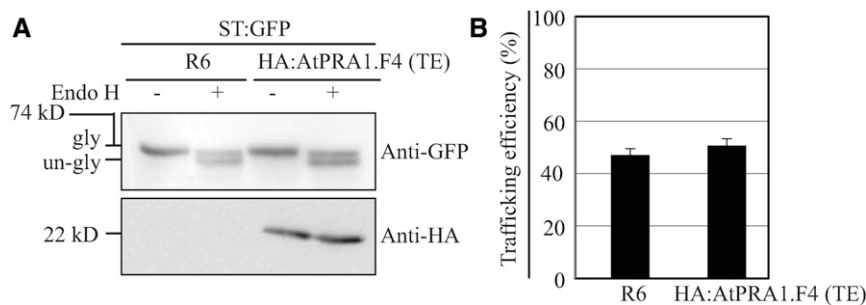 A
ST:GFP
R6 HA:AtPRA1.F4 (TE)
Endo H - + - +
74 kD
gly
un-gly
Anti-GFP
22 kD
Anti-HA
B
Trafficking efficiency (%)
100
80
60
40
20
0
R6 HA:AtPRA1.F4 (TE)